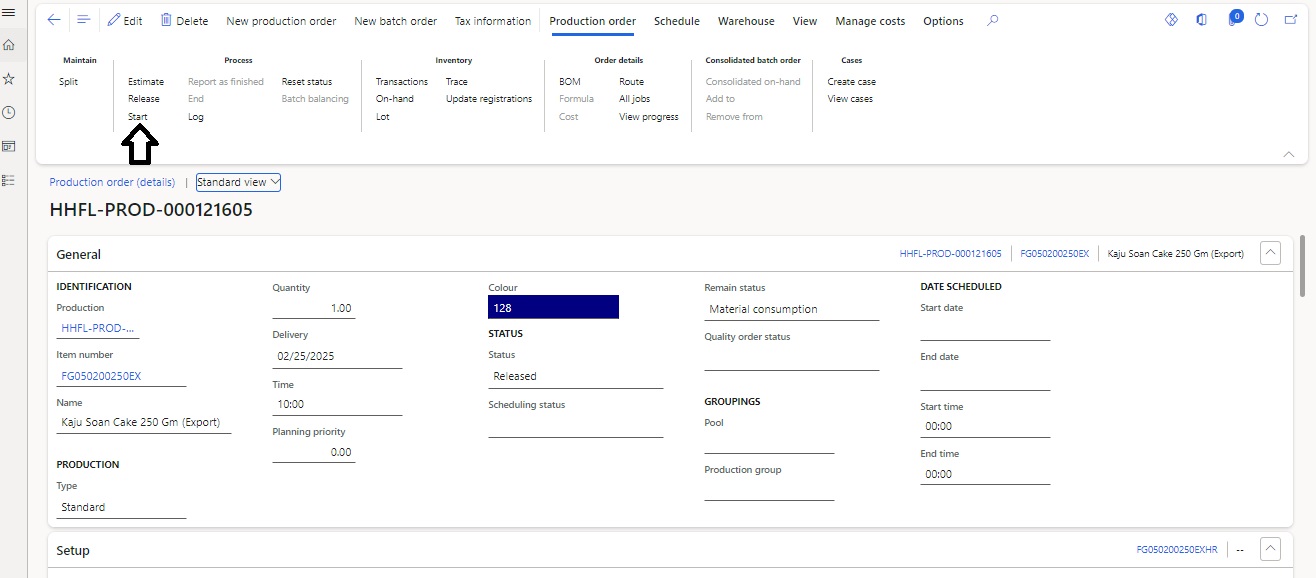 Edit Delete New production order New batch order Tax information Production order Schedule Warehouse View Manage costs Options 0
Maintain Process Inventory Order details Consolidated batch order Cases
Split Estimate Report as finished Reset status Transactions Trace BOM Route Consolidated on-hand Create case
Release End Batch balancing On-hand Update registrations Formula All jobs Add to View cases
Start Log Lot Cost View progress Remove from
Production order (details) | Standard view
HHFL-PROD-000121605
General HHFL-PROD-000121605 FG050200250EX Kaju Soan Cake 250 Gm (Export)
IDENTIFICATION Quantity Colour Remain status DATE SCHEDULED
Production 1.00 128 Material consumption Start date
HHFL-PROD-... Delivery STATUS Quality order status
Item number 02/25/2025 Status End date
FG050200250EX Time Released
Name 10:00 Scheduling status GROUPINGS Start time
Kaju Soan Cake 250 Gm (Export) Planning priority Pool 00:00
0.00 End time
PRODUCTION Production group 00:00
Type
Standard
Setup FG050200250EXHR --